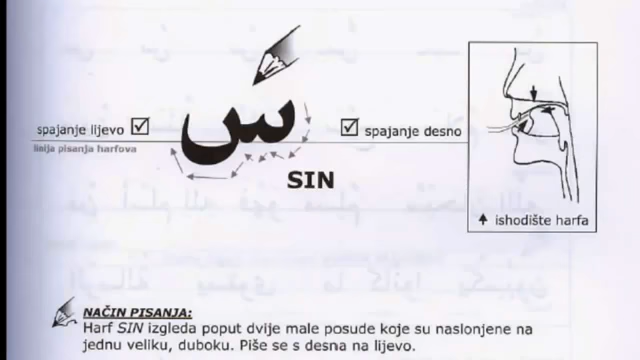 س
spajanje lijevo
spajanje desno
linija pisanja harfova
SIN
ishodište harfa
NAČIN PISANJA:
Harf SIN izgleda poput dvije male posude koje su naslonjene na
jednu veliku, duboku. Piše se s desna na lijevo.